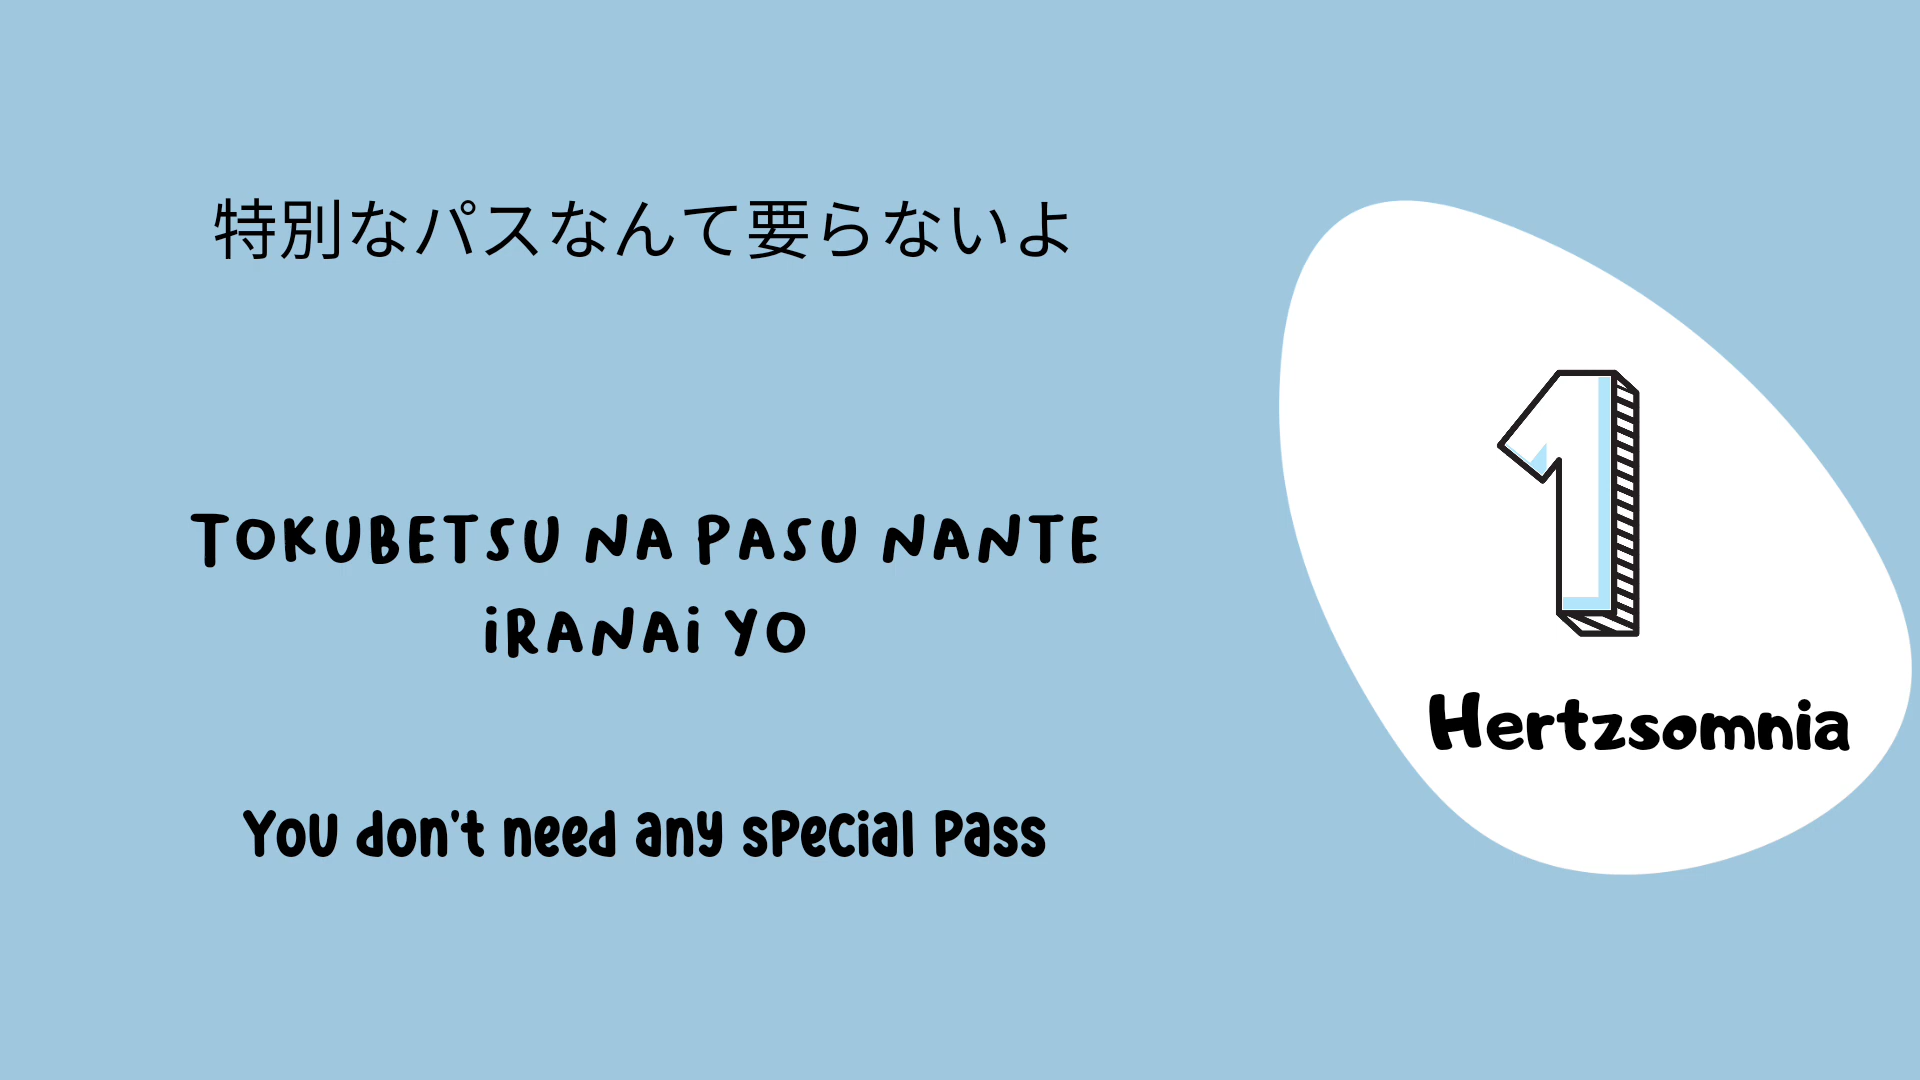 特別なパスなんて要らないよ
TOKUBETSU NA PASU NANTE
iRANAi YO
You don't need any special pass
1
Hertzsomnia